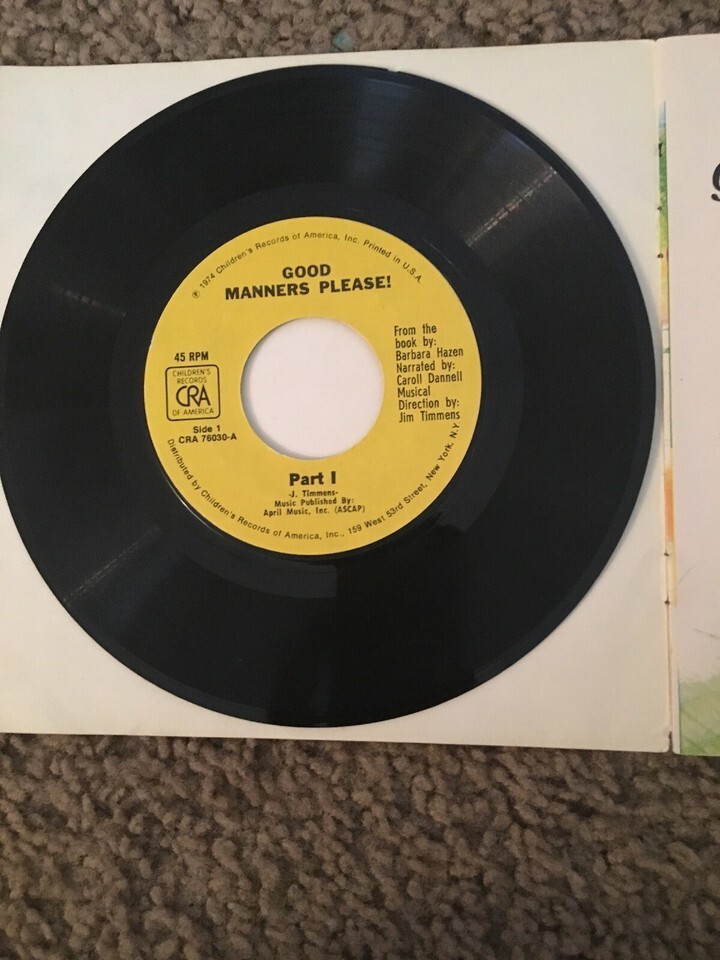 ℗ 1974 Children's Records of America, Inc. Printed in U.S.A.
GOOD
MANNERS PLEASE!
45 RPM
CHILDREN'S
RECORDS
CRA
OF AMERICA
Side 1
CRA 76030-A
From the
book by:
Barbara Hazen
Narrated by:
Caroll Dannell
Musical
Direction by:
Jim Timmens
Part I
-J. Timmens-
Music Published By:
April Music, Inc. (ASCAP)
Distributed by Children's Records of America, Inc., 159 West 53rd Street, New York, N.Y.